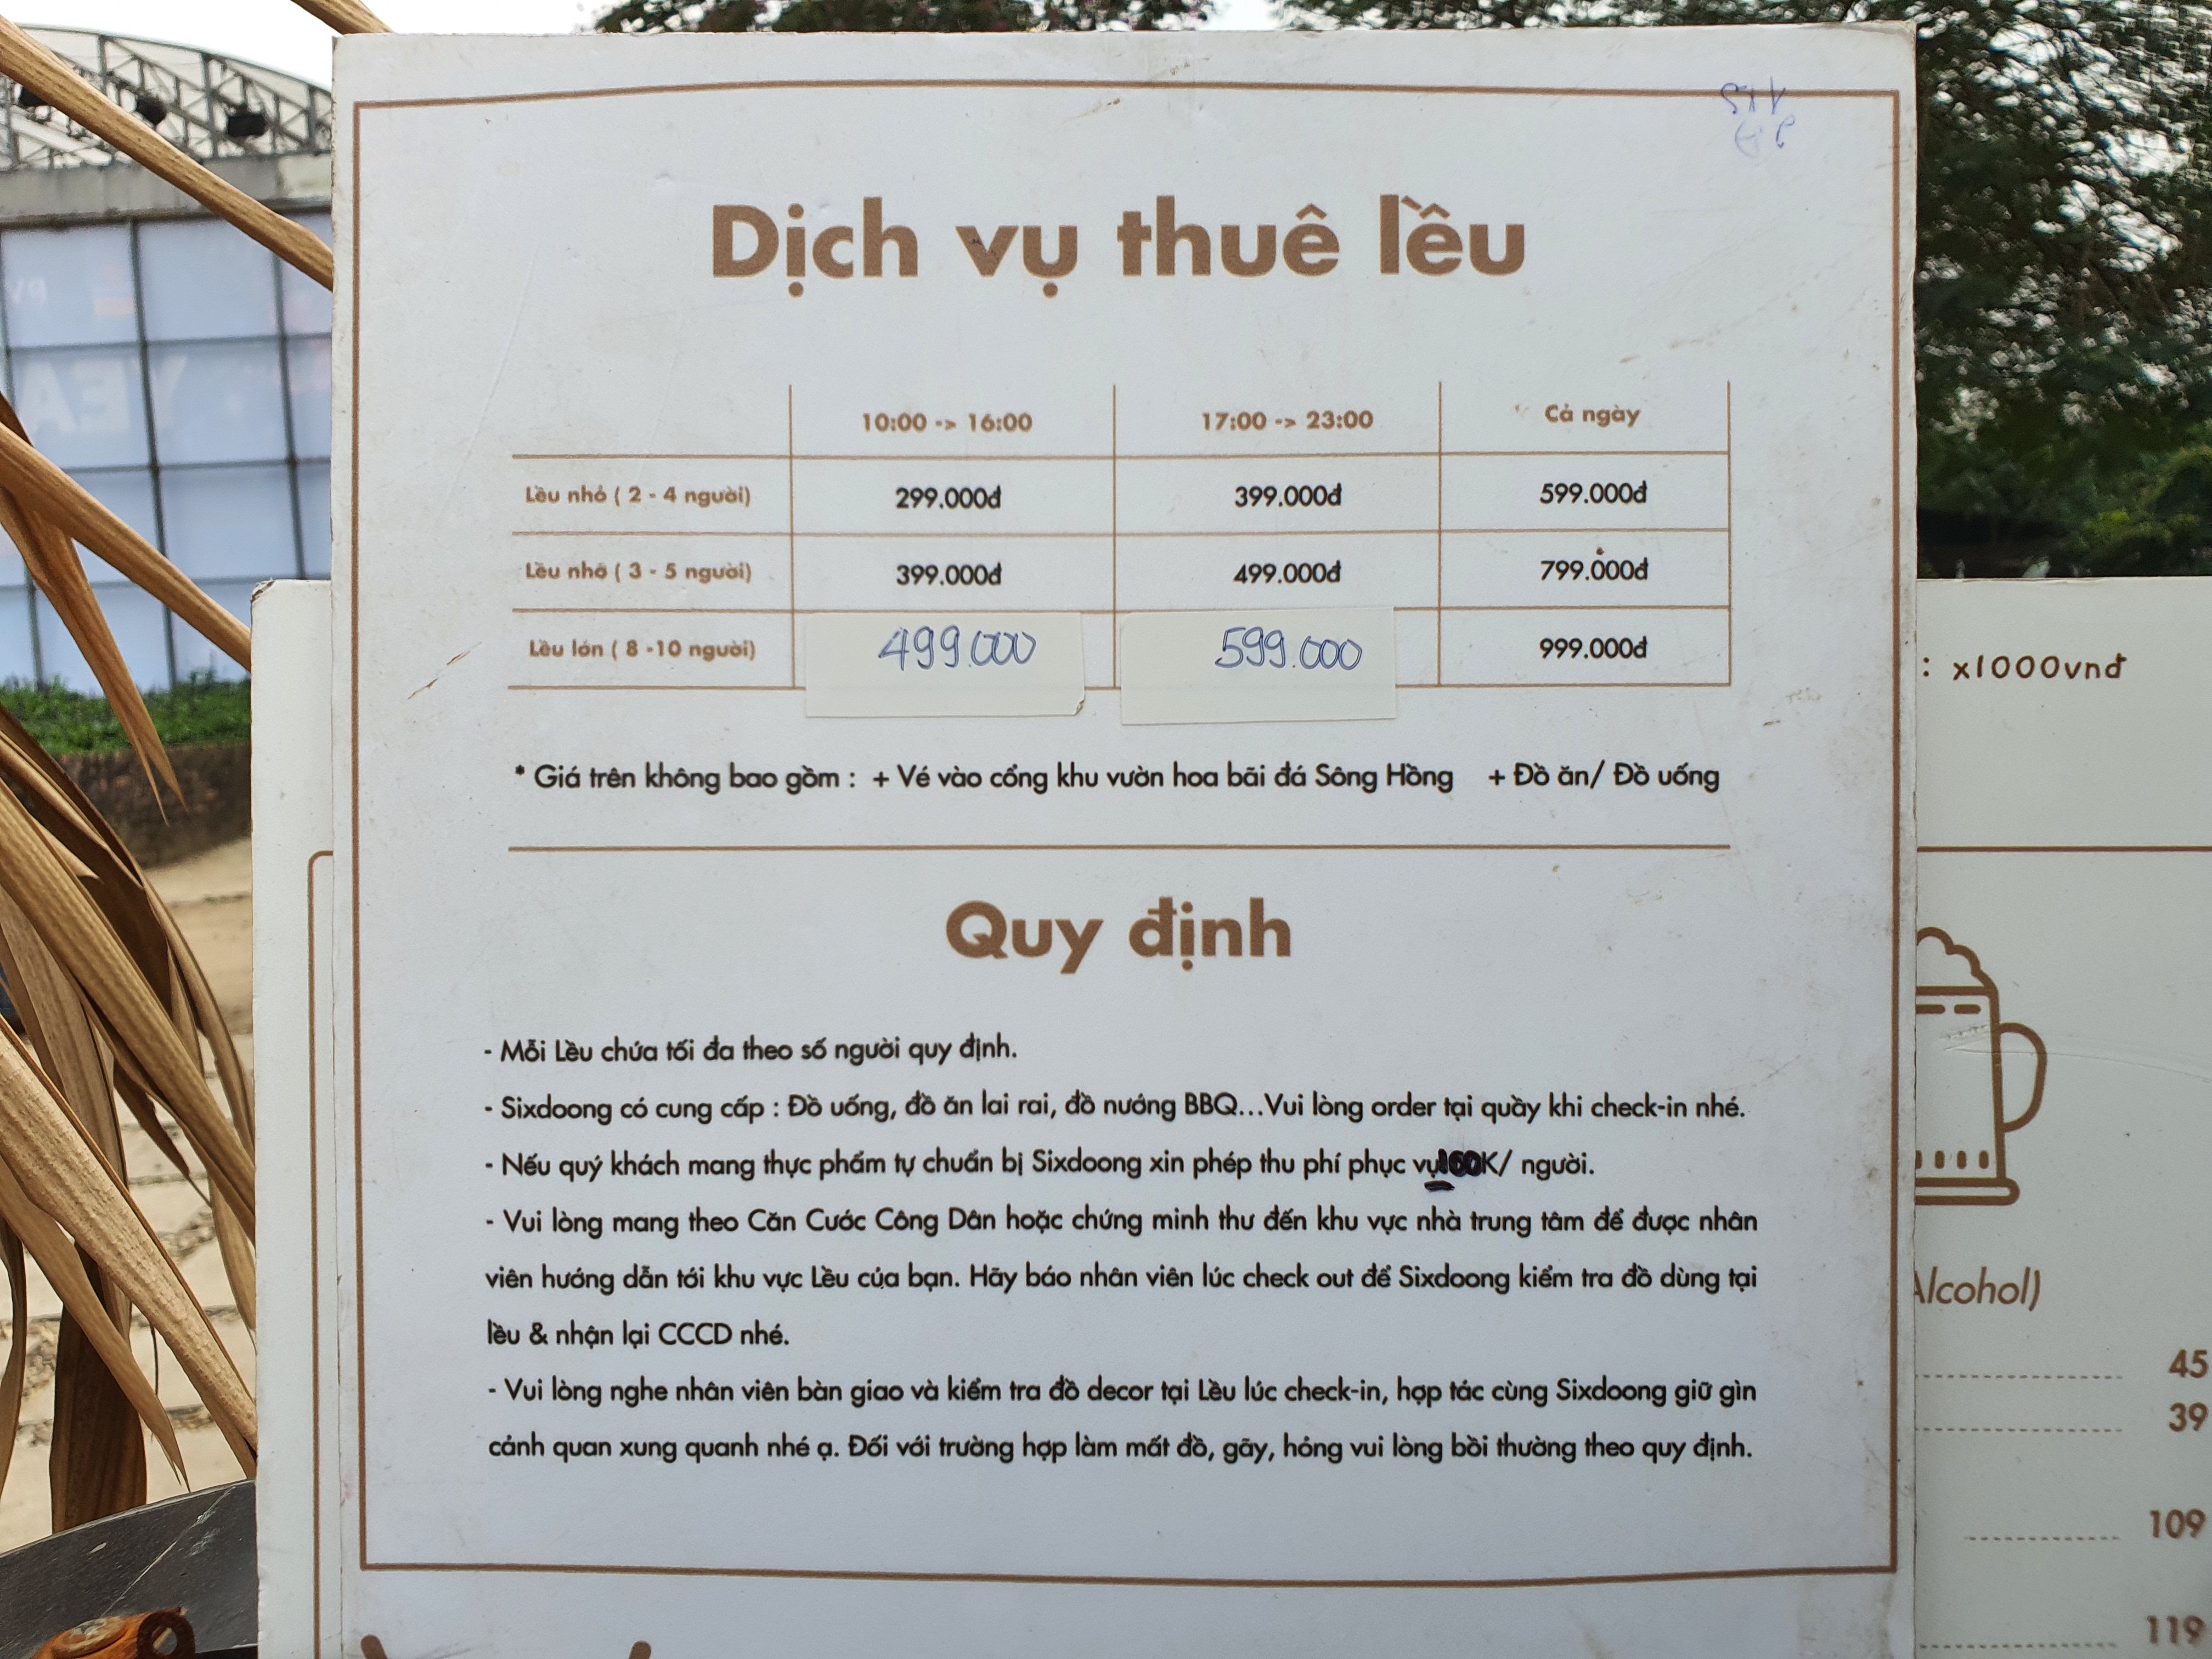 Dịch vụ thuê lều
10:00 -> 16:00 17:00 -> 23:00 Cả ngày
Lều nhỏ ( 2 - 4 người) 299.000đ 399.000đ 599.000đ
Lều nhỡ ( 3 - 5 người) 399.000đ 499.000đ 799.000đ
Lều lớn ( 8 -10 người) 499.000 599.000 999.000đ
* Giá trên không bao gồm : + Vé vào cổng khu vườn hoa bãi đá Sông Hồng + Đồ ăn/ Đồ uống
Quy định
- Mỗi Lều chứa tối đa theo số người quy định.
- Sixdoong có cung cấp : Đồ uống, đồ ăn lai rai, đồ nướng BBQ...Vui lòng order tại quầy khi check-in nhé.
- Nếu quý khách mang thực phẩm tự chuẩn bị Sixdoong xin phép thu phí phục vụ 100K/ người.
- Vui lòng mang theo Căn Cước Công Dân hoặc chứng minh thư đến khu vực nhà trung tâm để được nhân
viên hướng dẫn tới khu vực Lều của bạn. Hãy báo nhân viên lúc check out để Sixdoong kiểm tra đồ dùng tại
lều & nhận lại CCCD nhé.
- Vui lòng nghe nhân viên bàn giao và kiểm tra đồ decor tại Lều lúc check-in, hợp tác cùng Sixdoong giữ gìn
cảnh quan xung quanh nhé ạ. Đối với trường hợp làm mất đồ, gãy, hỏng vui lòng bồi thường theo quy định.
: x1000vnđ
Alcohol)
45
39
109
119